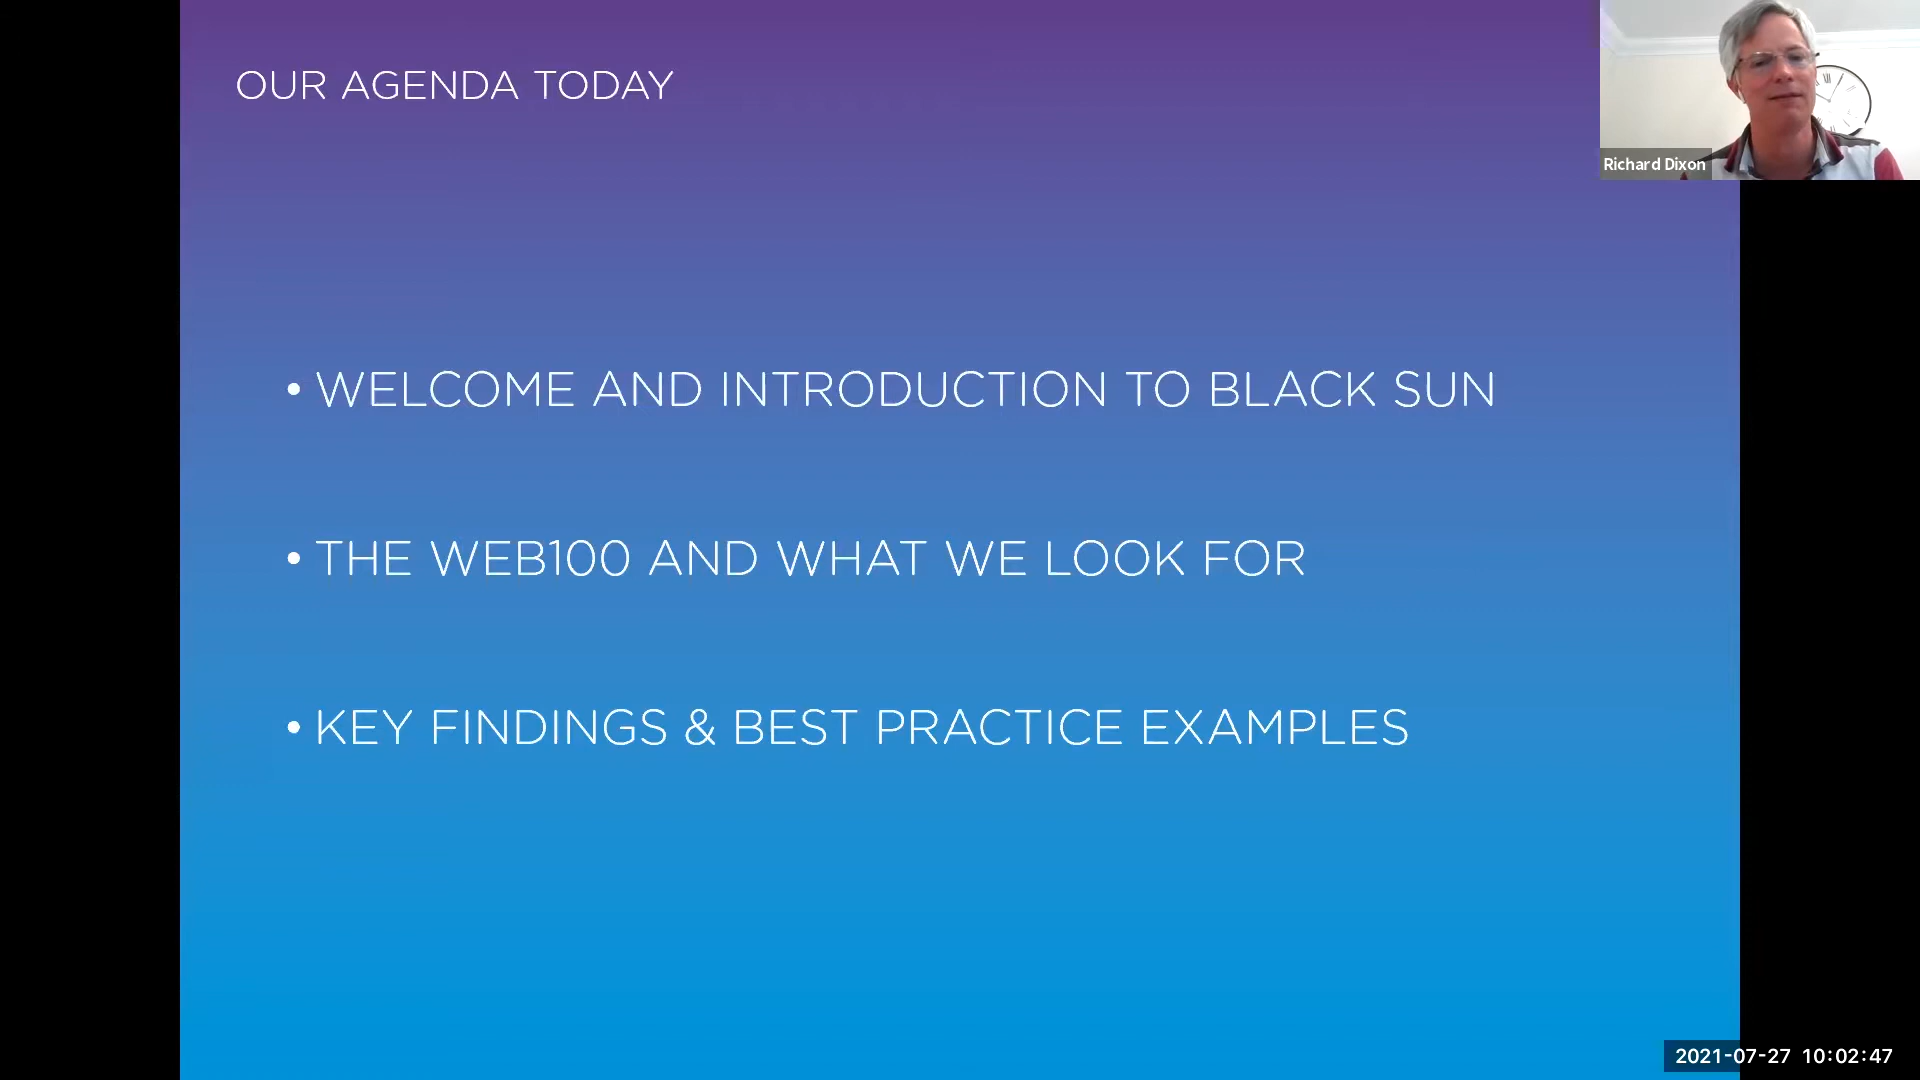 OUR AGENDA TODAY
Richard Dixon
• WELCOME AND INTRODUCTION TO BLACK SUN
• THE WEB100 AND WHAT WE LOOK FOR
• KEY FINDINGS & BEST PRACTICE EXAMPLES
2021-07-27 10:02:47